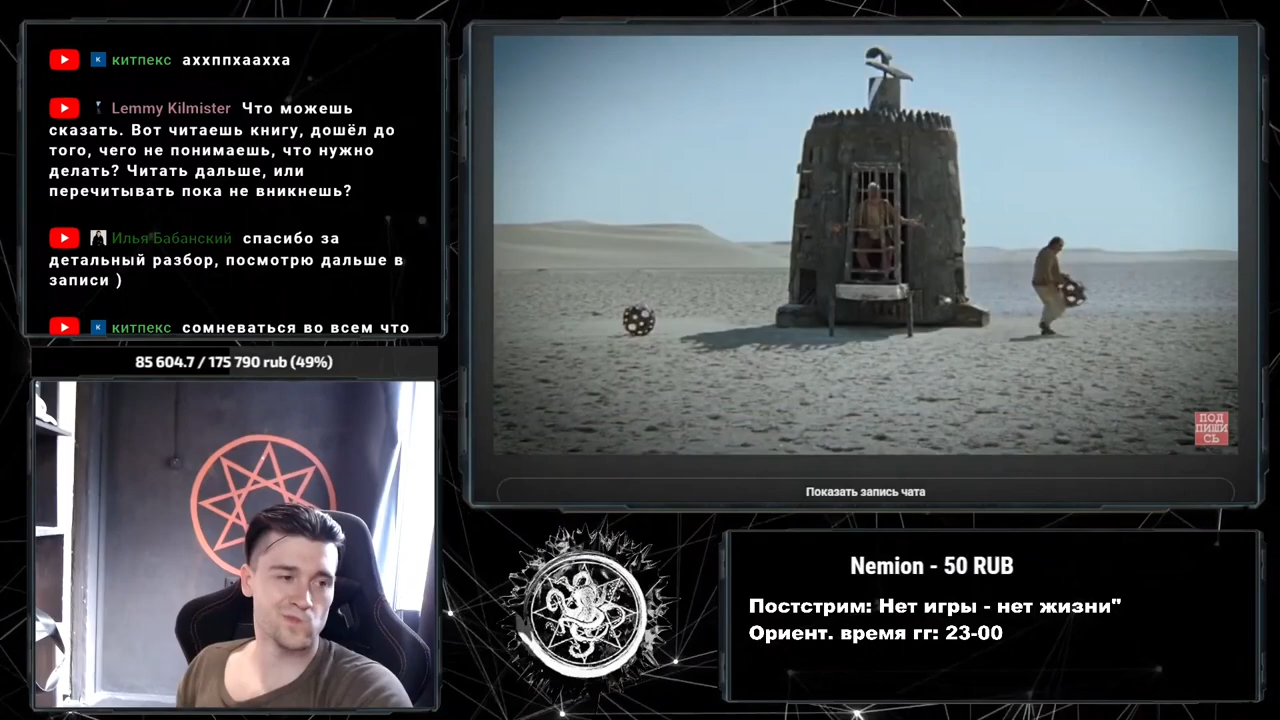 китпекс аххппхаахха
Lemmy Kilmister Что можешь
сказать. Вот читаешь книгу, дошёл до
того, чего не понимаешь, что нужно
делать? Читать дальше, или
перечитывать пока не вникнешь?
Илья Бабанский спасибо за
детальный разбор, посмотрю дальше в
записи )
китпекс сомневаться во всем что
85 604.7 / 175 790 rub (49%)
ПОД
ПИШИ
СЬ
Показать запись чата
Nemion - 50 RUB
Постстрим: Нет игры - нет жизни"
Ориент. время гг: 23-00